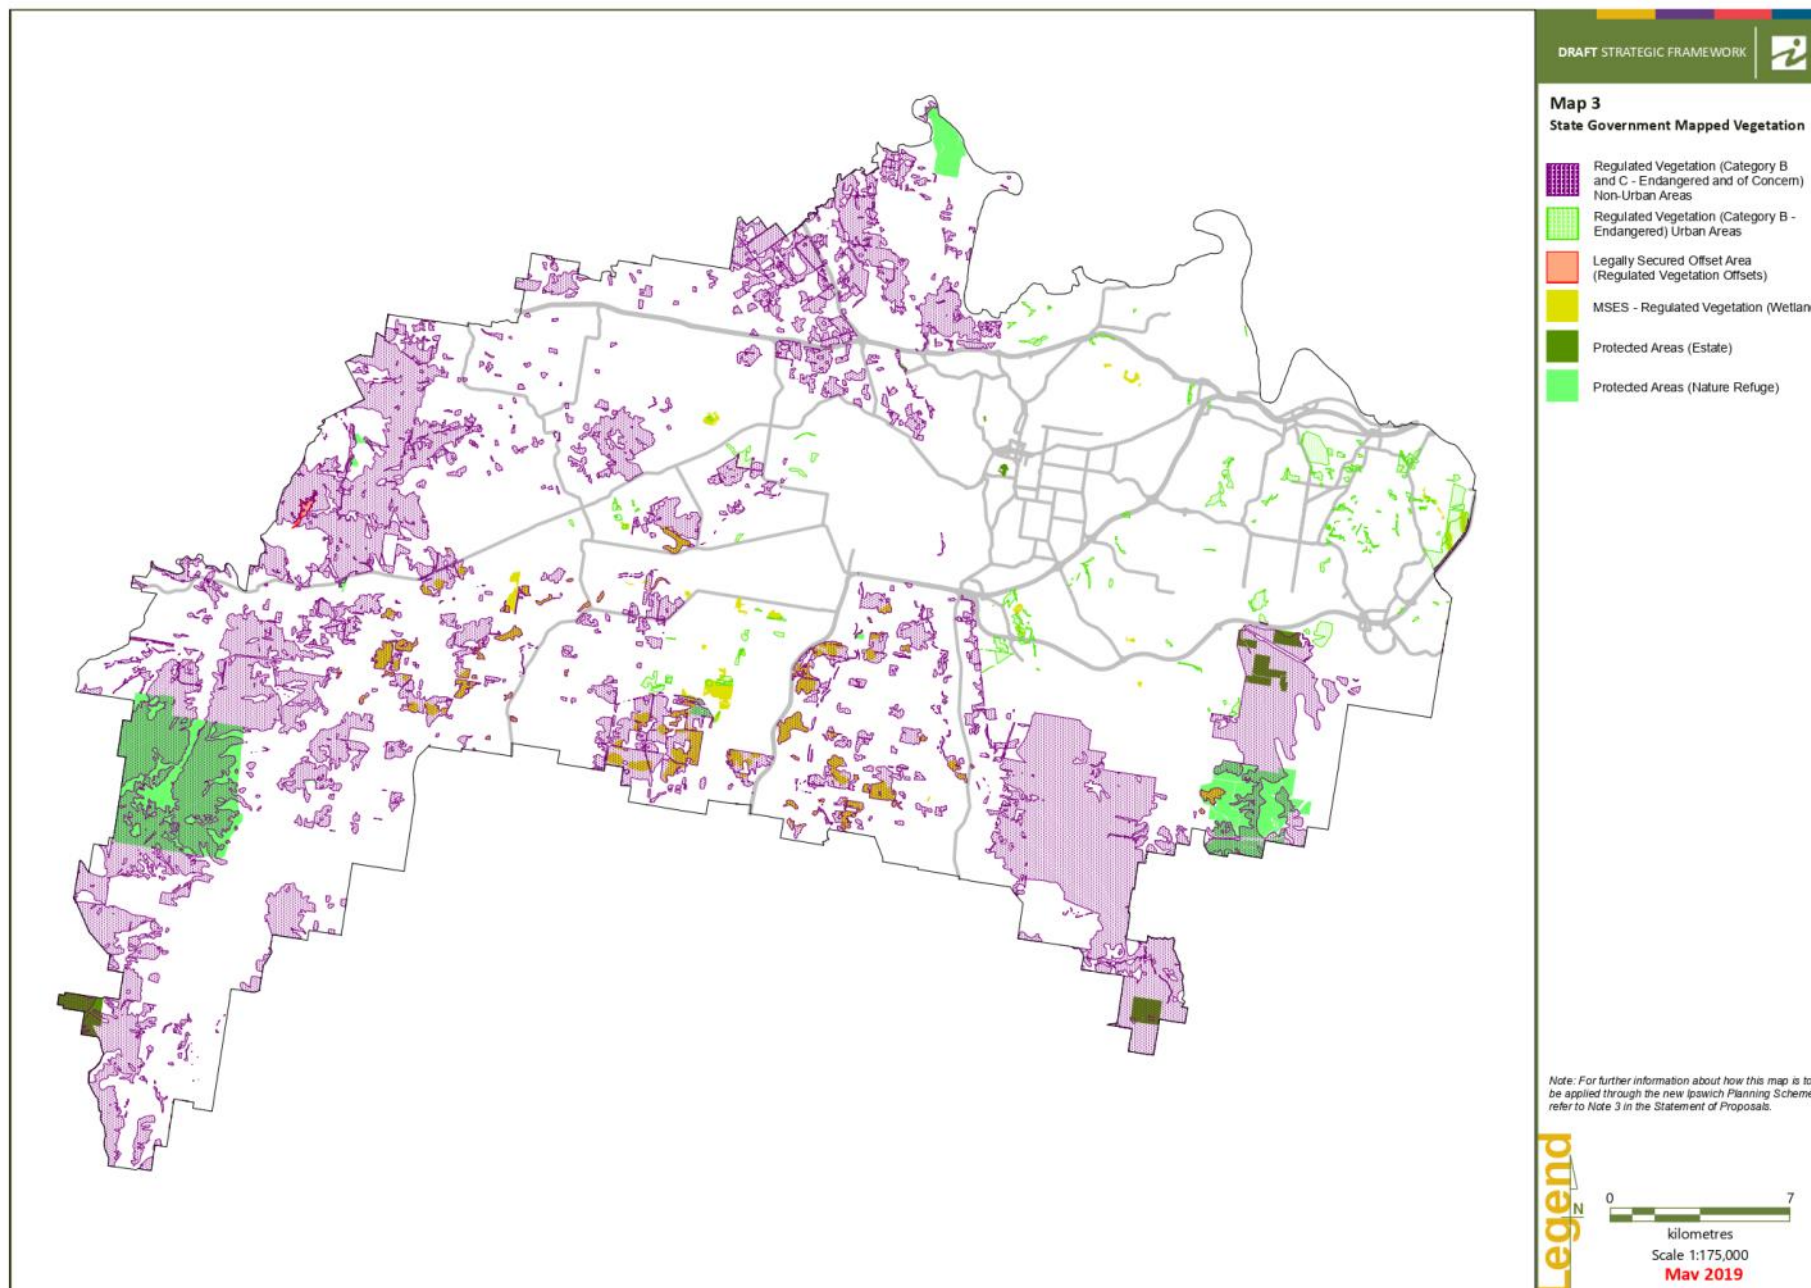 DRAFT STRATEGIC FRAMEWORK
Map 3
State Government Mapped Vegetation
Regulated Vegetation (Category B
and C - Endangered and of Concern)
Non-Urban Areas
Regulated Vegetation (Category B -
Endangered) Urban Areas
Legally Secured Offset Area
(Regulated Vegetation Offsets)
MSES - Regulated Vegetation (Wetlan
Protected Areas (Estate)
Protected Areas (Nature Refuge)
Note: For further information about how this map is to
be applied through the new Ipswich Planning Scheme
refer to Note 3 in the Statement of Proposals.
Legend
N
0 7
kilometres
Scale 1:175,000
May 2019